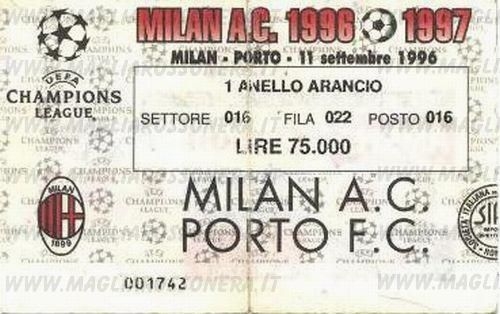 MILAN A.C. 1996 1997
MILAN - PORTO - 11 settembre 1996
UEFA
CHAMPIONS
LEAGUE
1 ANELLO ARANCIO
SETTORE 016 FILA 022 POSTO 016
LIRE 75.000
MILAN
1899
MILAN A.C.
PORTO F.C.
001742
WWW.MAGLIAROSSONERA.IT